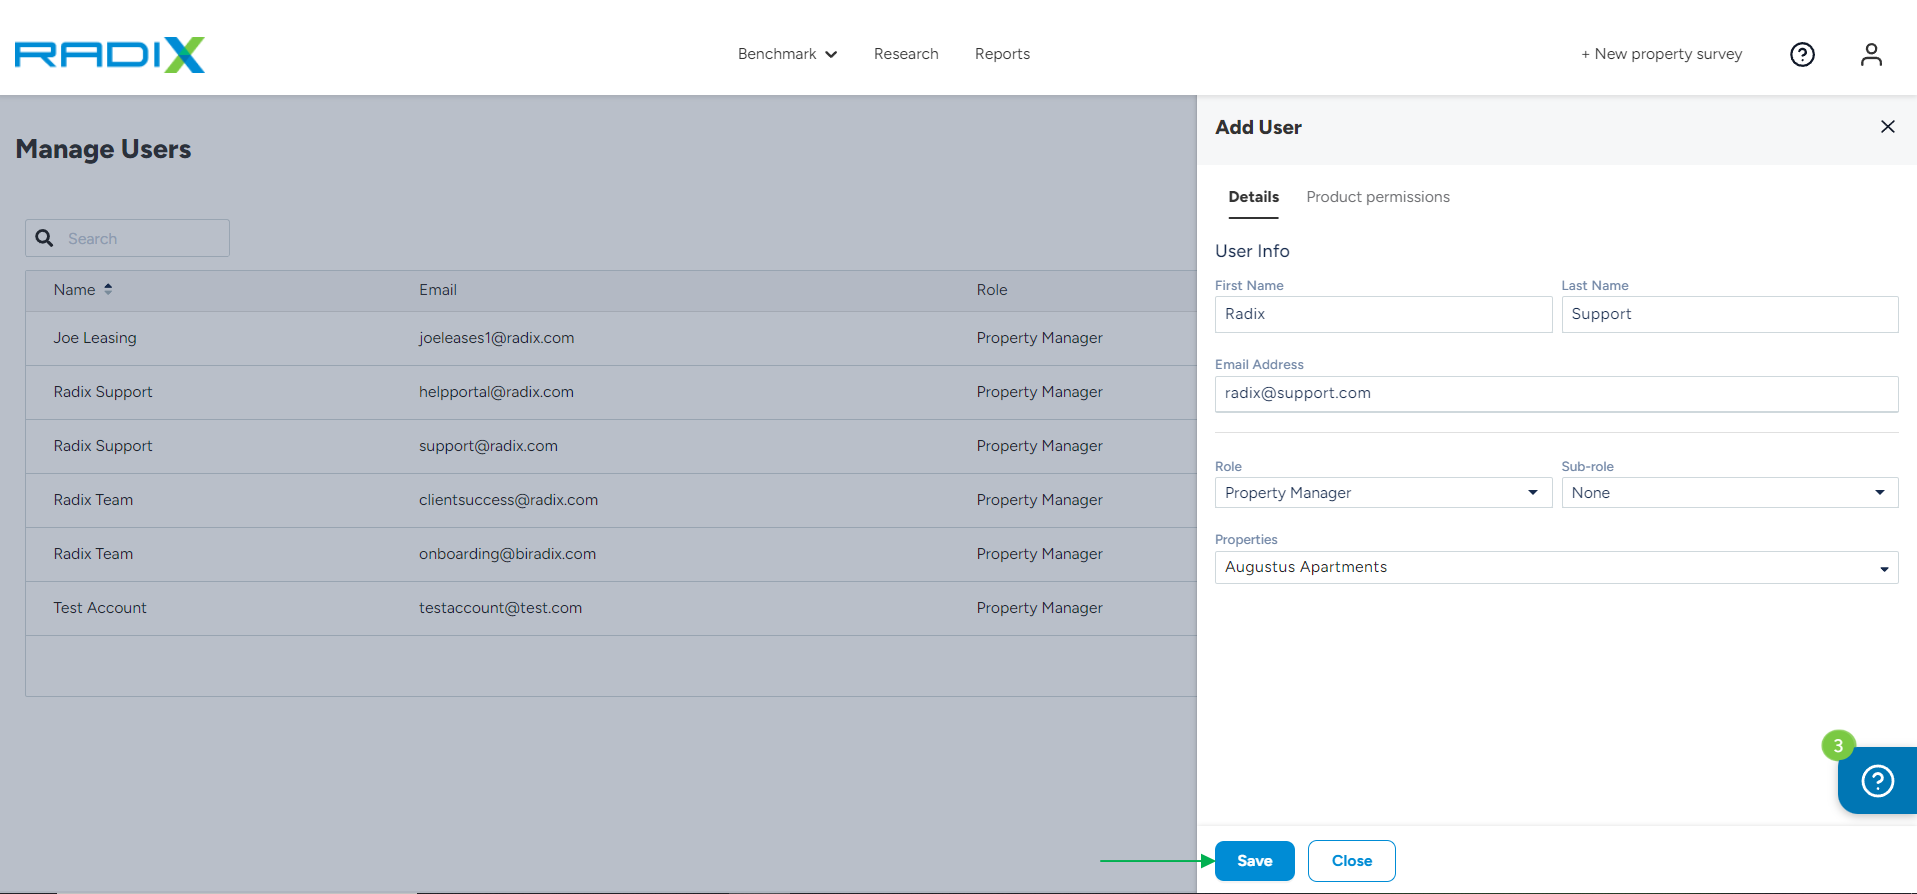 RADIX
Benchmark
Research
Reports
+ New property survey
Manage Users
Search
Name
Email
Role
Joe Leasing
joeleases1@radix.com
Property Manager
Radix Support
helpportal@radix.com
Property Manager
Radix Support
support@radix.com
Property Manager
Radix Team
clientsuccess@radix.com
Property Manager
Radix Team
onboarding@biradix.com
Property Manager
Test Account
testaccount@test.com
Property Manager
Add User
Details
Product permissions
User Info
First Name
Last Name
Radix
Support
Email Address
radix@support.com
Role
Sub-role
Property Manager
None
Properties
Augustus Apartments
3
Save
Close